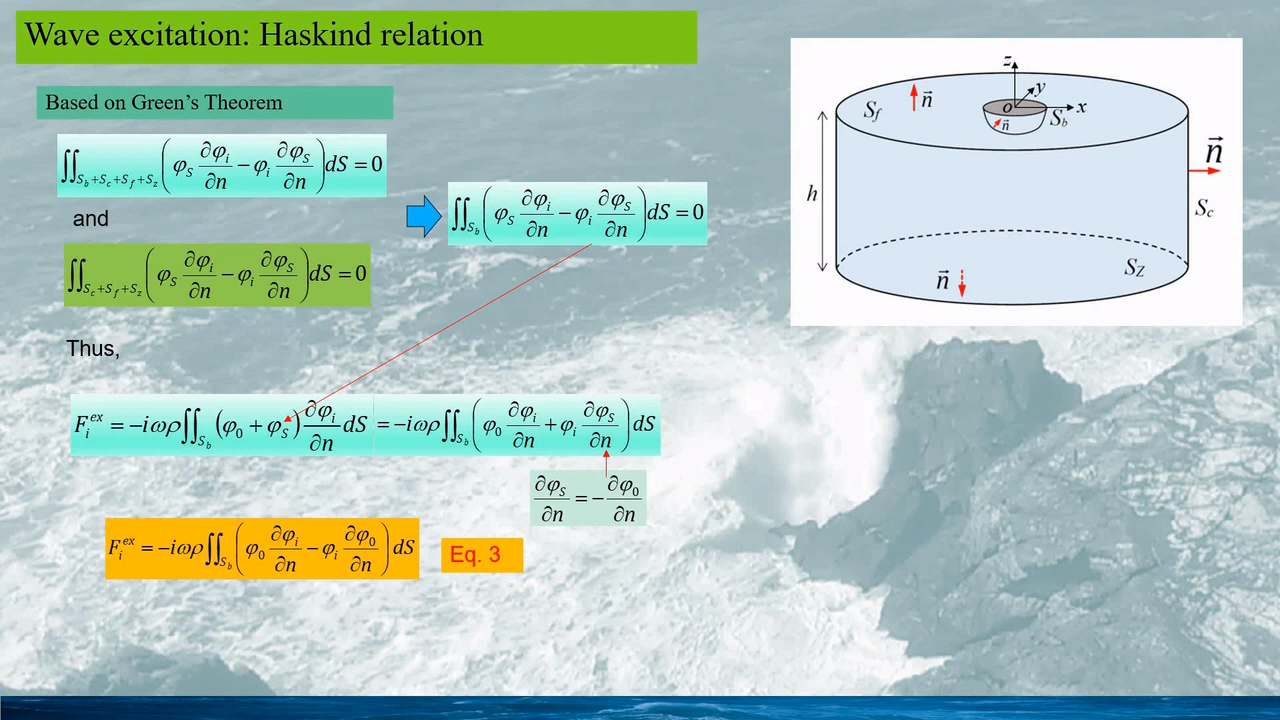 Wave excitation: Haskind relation
Based on Green's Theorem
∬_{S_b+S_c+S_f+S_z} (φ_S ∂φ_i/∂n − φ_i ∂φ_S/∂n) dS = 0
and
∬_{S_c+S_f+S_z} (φ_S ∂φ_i/∂n − φ_i ∂φ_S/∂n) dS = 0
∬_{S_b} (φ_S ∂φ_i/∂n − φ_i ∂φ_S/∂n) dS = 0
Thus,
F_i^{ex} = −iωρ ∬_{S_b} (φ_0 + φ_S) ∂φ_i/∂n dS = −iωρ ∬_{S_b} (φ_0 ∂φ_i/∂n + φ_i ∂φ_S/∂n) dS
∂φ_S/∂n = − ∂φ_0/∂n
F_i^{ex} = −iωρ ∬_{S_b} (φ_0 ∂φ_i/∂n − φ_i ∂φ_0/∂n) dS
Eq. 3
z
y
S_f
n⃗
o
x
S_b
n⃗
n⃗
h
S_c
S_Z
n⃗